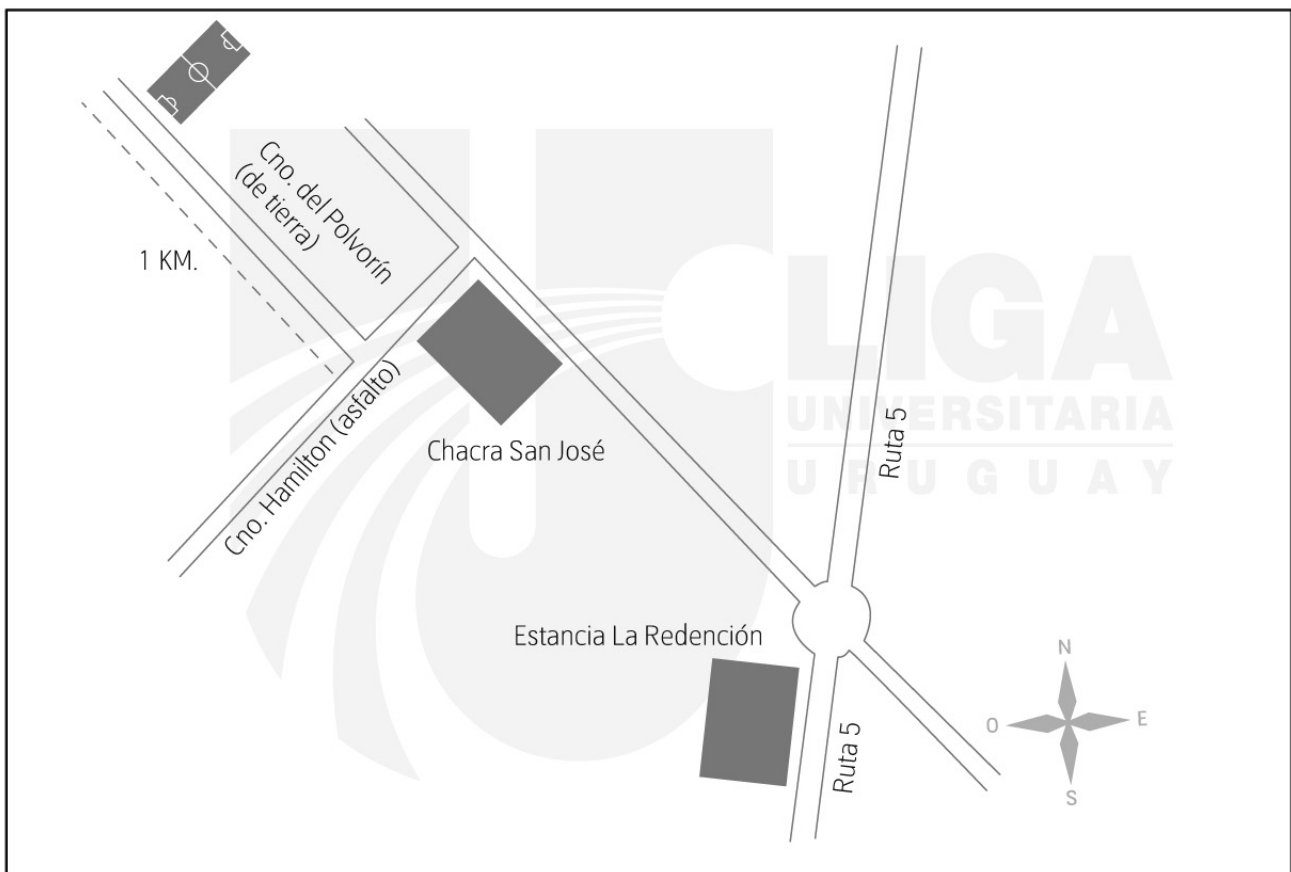 Cno. del Polvorín
(de tierra)
1 KM.
LIGA
UNIVERSITARIA
URUGUAY
Ruta 5
Cno. Hamilton (asfalto)
Chacra San José
Estancia La Redención
N
O
E
S
Ruta 5